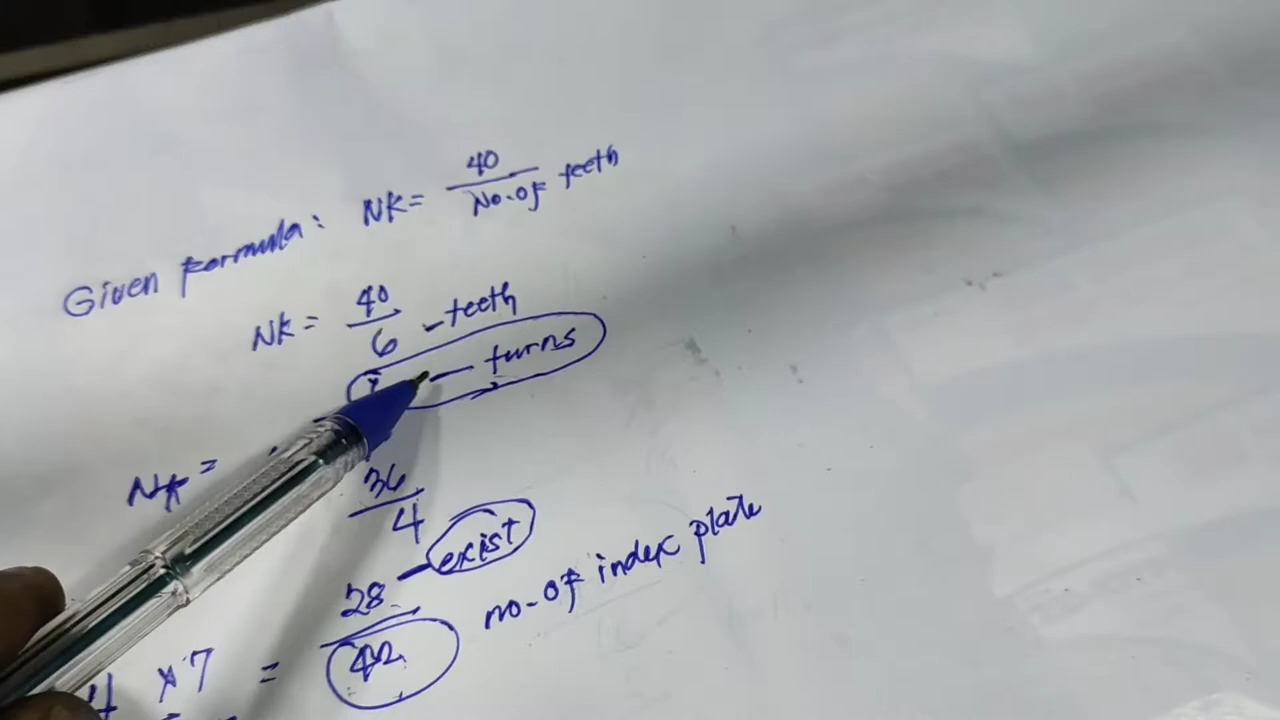 Given Formula: NK = 40 / No. of teeth
NK = 40 / 6 - teeth
— turns
NK =
36
4
28 — exist
4 x 7 = 42 no. of index plate